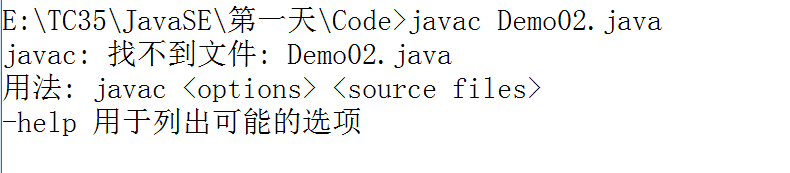 E:\TC35\JavaSE\第一天\Code>javac Demo02.java
javac: 找不到文件: Demo02.java
用法: javac <options> <source files>
-help 用于列出可能的选项